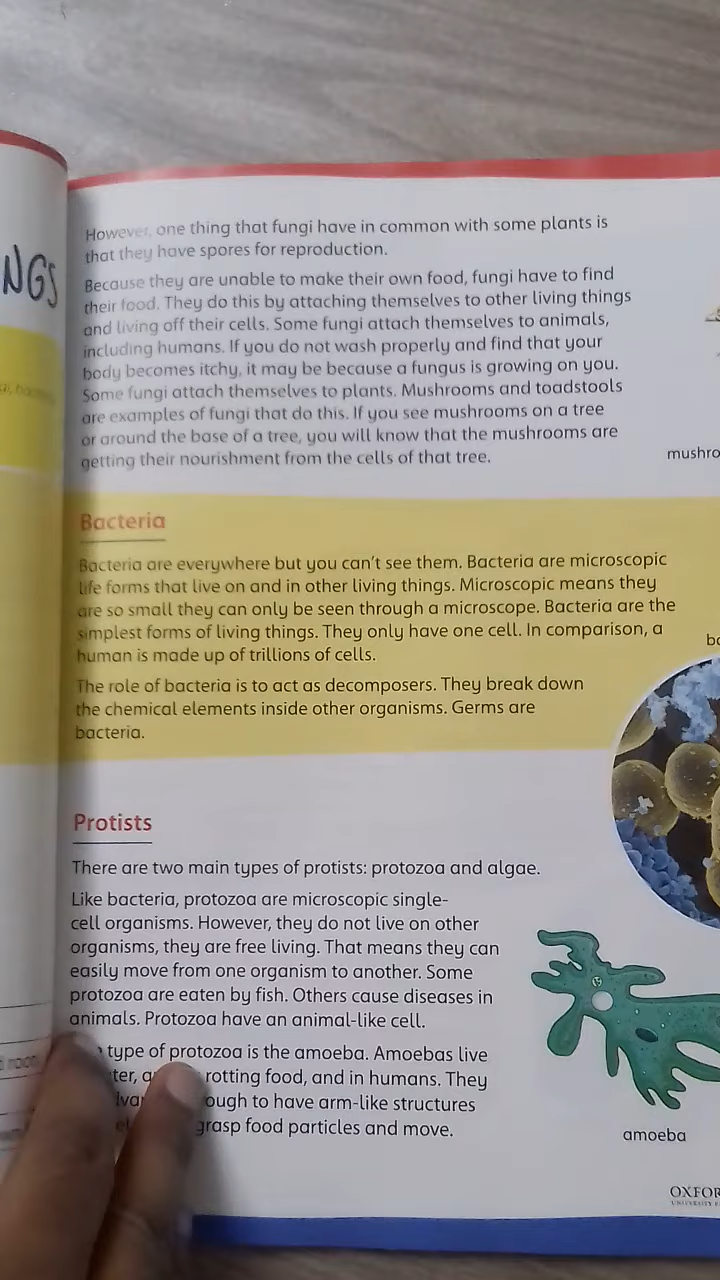 NGS
However, one thing that fungi have in common with some plants is
that they have spores for reproduction.
Because they are unable to make their own food, fungi have to find
their food. They do this by attaching themselves to other living things
and living off their cells. Some fungi attach themselves to animals,
including humans. If you do not wash properly and find that your
body becomes itchy, it may be because a fungus is growing on you.
Some fungi attach themselves to plants. Mushrooms and toadstools
are examples of fungi that do this. If you see mushrooms on a tree
or around the base of a tree, you will know that the mushrooms are
getting their nourishment from the cells of that tree.
mushro
Bacteria
Bacteria are everywhere but you can't see them. Bacteria are microscopic
life forms that live on and in other living things. Microscopic means they
are so small they can only be seen through a microscope. Bacteria are the
simplest forms of living things. They only have one cell. In comparison, a
human is made up of trillions of cells.
The role of bacteria is to act as decomposers. They break down
the chemical elements inside other organisms. Germs are
bacteria.
Protists
There are two main types of protists: protozoa and algae.
Like bacteria, protozoa are microscopic single-
cell organisms. However, they do not live on other
organisms, they are free living. That means they can
easily move from one organism to another. Some
protozoa are eaten by fish. Others cause diseases in
animals. Protozoa have an animal-like cell.
type of protozoa is the amoeba. Amoebas live
rotting food, and in humans. They
to have arm-like structures
grasp food particles and move.
amoeba
OXFOR
UNIVERSITY P